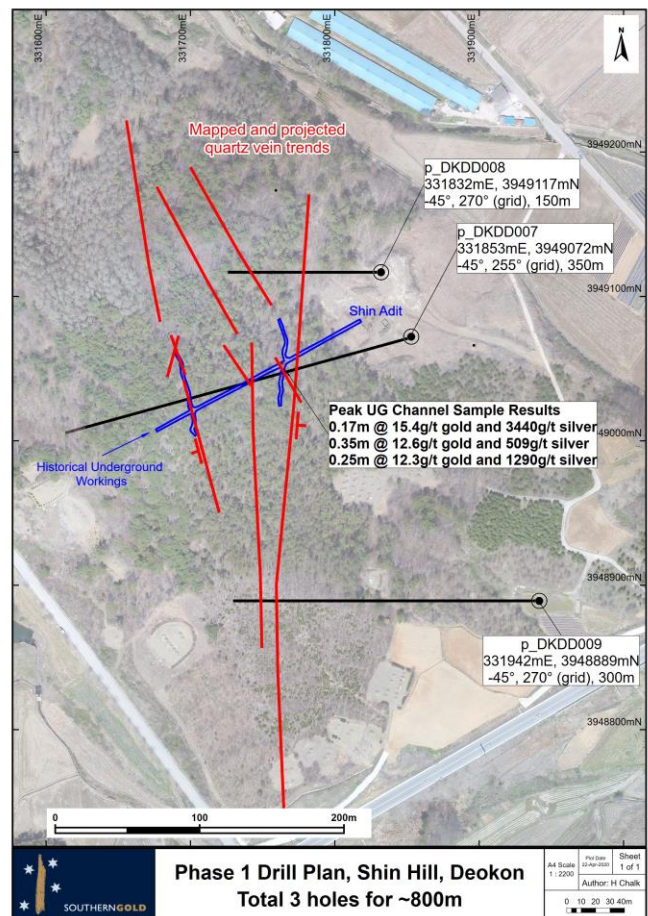 331600mE
331700mE
331800mE
331900mE
N
Mapped and projected
quartz vein trends
3949200mN
p_DKDD008
331832mE, 3949117mN
-45°, 270° (grid), 150m
p_DKDD007
331853mE, 3949072mN
-45°, 255° (grid), 350m
3949100mN
Shin Adit
Peak UG Channel Sample Results
0.17m @ 15.4g/t gold and 3440g/t silver
0.35m @ 12.6g/t gold and 509g/t silver
0.25m @ 12.3g/t gold and 1290g/t silver
3949000mN
Historical Underground
Workings
3948900mN
p_DKDD009
331942mE, 3948889mN
-45°, 270° (grid), 300m
3948800mN
0 100 200m
SOUTHERNGOLD
Phase 1 Drill Plan, Shin Hill, Deokon
Total 3 holes for ~800m
A4 Scale
1 : 2200
Plot Date
22-Apr-2020
Sheet
1 of 1
Author: H Chalk
0 10 20 30 40m